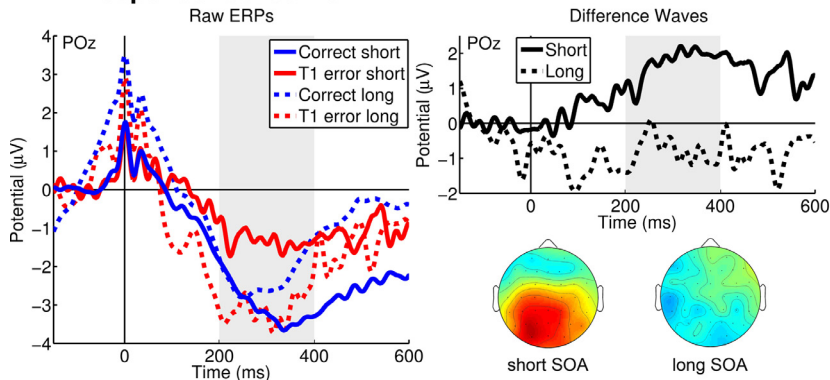 Raw ERPs
POz
Correct short
T1 error short
Correct long
T1 error long
Potential (µV)
4
3
2
1
0
−1
−2
−3
−4
0
200
400
600
Time (ms)
Difference Waves
POz
Short
Long
Potential (µV)
2
1
0
−1
−2
0
200
400
600
Time (ms)
short SOA
long SOA